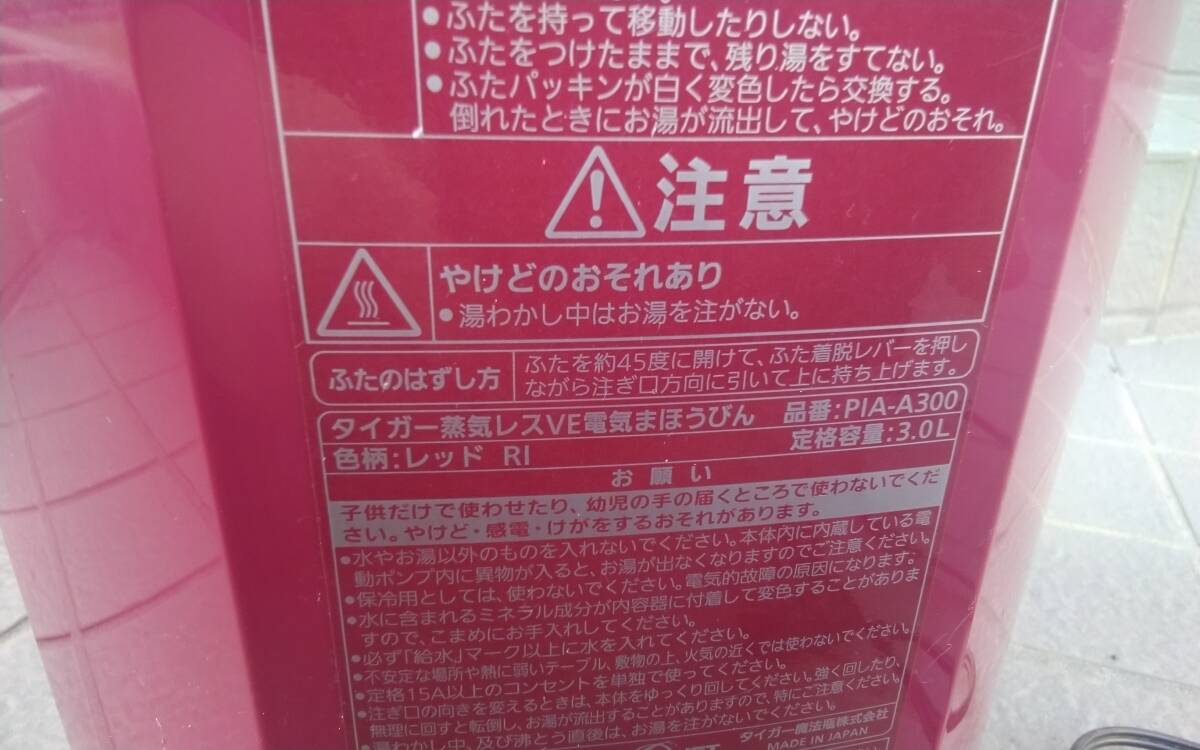 ●ふたを持って移動したりしない。
●ふたをつけたままで、残り湯をすてない。
●ふたパッキンが白く変色したら交換する。
倒れたときにお湯が流出して、やけどのおそれ。
注意
やけどのおそれあり
●湯わかし中はお湯を注がない。
ふたのはずし方
ふたを約45度に開けて、ふた着脱レバーを押し
ながら注ぎ口方向に引いて上に持ち上げます。
タイガー蒸気レスVE電気まほうびん 品番:PIA-A300
色柄:レッド RI 定格容量:3.0L
お願い
子供だけで使わせたり、幼児の手の届くところで使わないでくだ
さい。やけど・感電・けがをするおそれがあります。
●水やお湯以外のものを入れないでください。本体内に内蔵している電
動ポンプ内に異物が入ると、お湯が出なくなりますのでご注意ください。
●保冷用としては、使わないでください。電気的故障の原因になります。
●水に含まれるミネラル成分が内容器に付着して変色することがありま
すので、こまめにお手入れしてください。
●必ず「給水」マーク以上に水を入れてください。
●不安定な場所や熱に弱いテーブル、敷物の上、火気の近くでは使わないでください。
●定格15A以上のコンセントを単独で使ってください。
●注ぎ口の向きを変えるときは、本体をゆっくり回してください。強く回したり、
無理に回すと転倒し、お湯が流出することがありますので、特にご注意ください。
●湯わかし中、及び沸とう直後は、お湯を注がないでください。
タイガー魔法瓶株式会社
MADE IN JAPAN